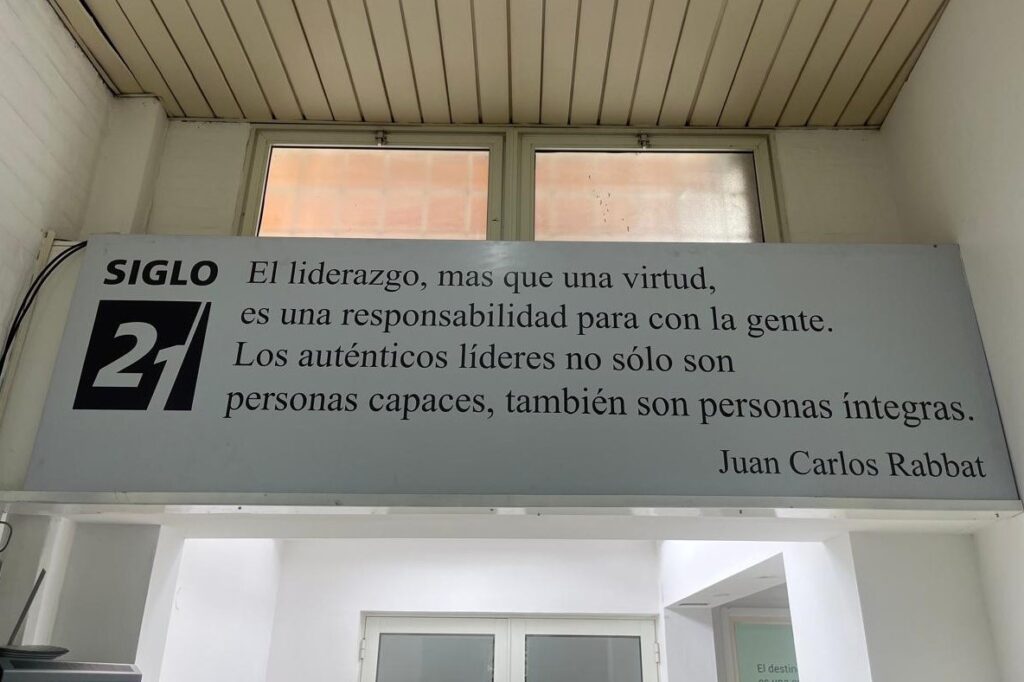 SIGLO
21
El liderazgo, mas que una virtud,
es una responsabilidad para con la gente.
Los auténticos líderes no sólo son
personas capaces, también son personas íntegras.
Juan Carlos Rabbat
El destino